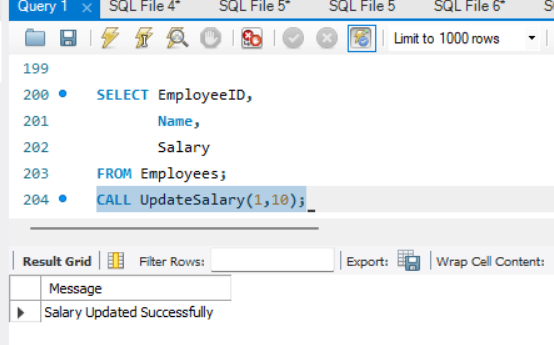 Query 1 × SQL File 4* SQL File 5* SQL File 5 SQL File 6*
Limit to 1000 rows
199
200 SELECT EmployeeID,
201 Name,
202 Salary
203 FROM Employees;
204 CALL UpdateSalary(1,10);
Result Grid Filter Rows: Export: Wrap Cell Content:
Message
Salary Updated Successfully